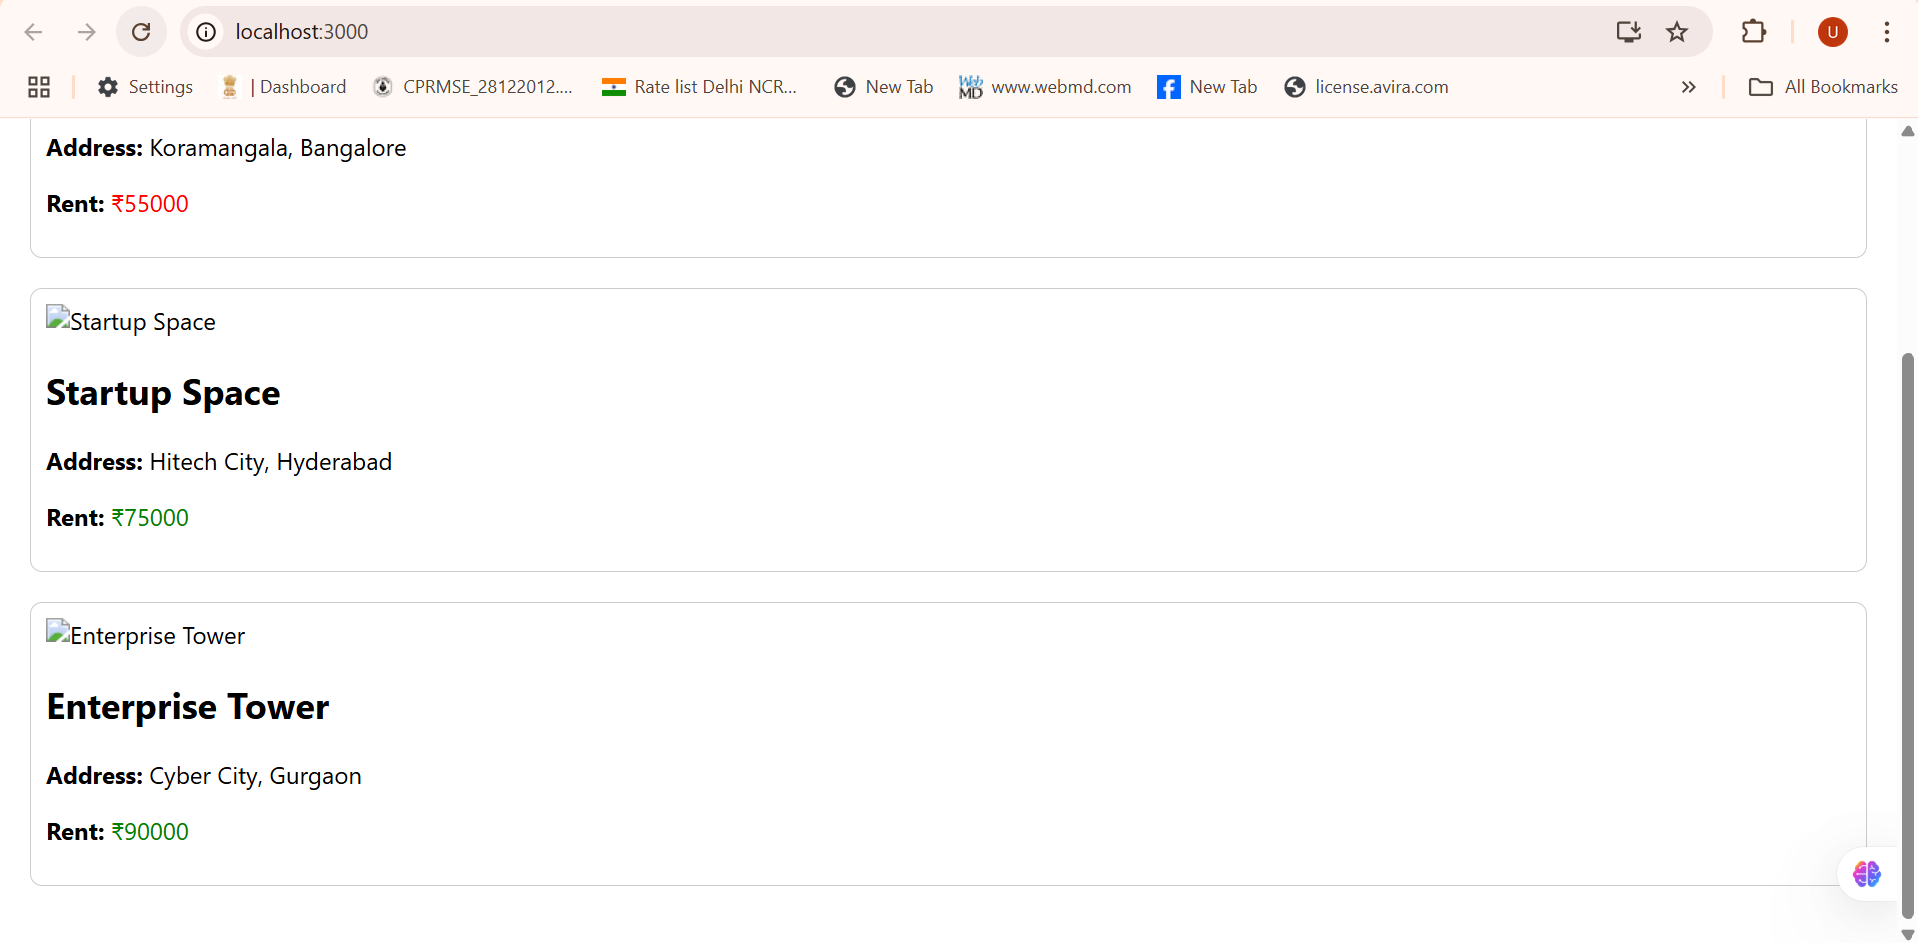 localhost:3000
Settings
| Dashboard
CPRMSE_28122012....
Rate list Delhi NCR...
New Tab
WebMD
www.webmd.com
New Tab
license.avira.com
All Bookmarks
U
Address: Koramangala, Bangalore
Rent: ₹55000
Startup Space
Startup Space
Address: Hitech City, Hyderabad
Rent: ₹75000
Enterprise Tower
Enterprise Tower
Address: Cyber City, Gurgaon
Rent: ₹90000